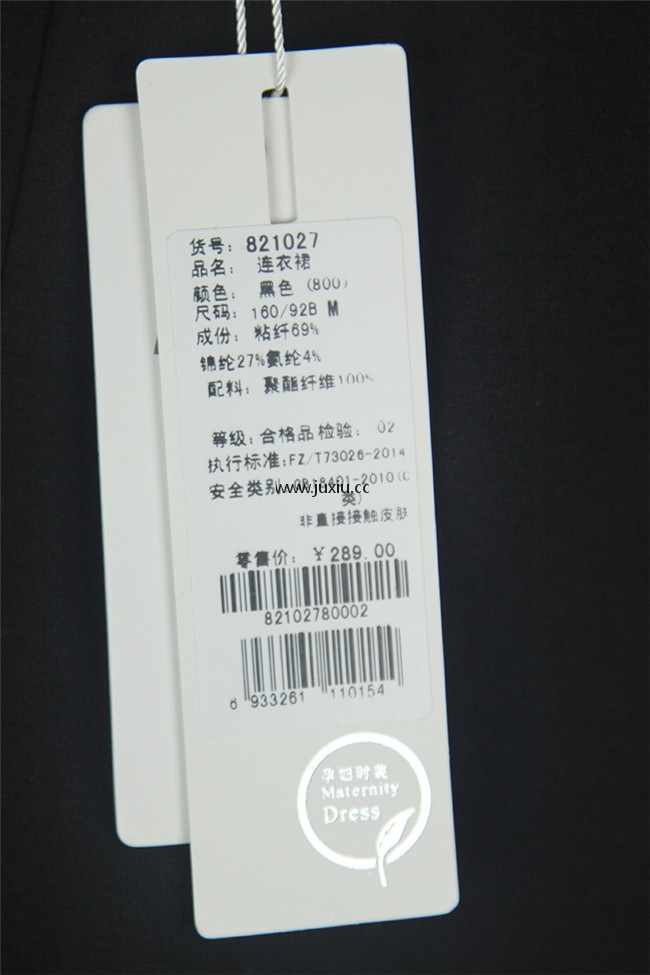 货号: 821027
品名: 连衣裙
颜色: 黑色 (800)
尺码: 160/92B M
成份: 粘纤69%
锦纶27%氨纶4%
配料: 聚酯纤维100%
等级: 合格品 检验: 02
执行标准:FZ/T73026-2014
安全类别 GB18401-2010(C
类)
www.juxiu.cc
非直接接触皮肤
零售价: ¥289.00
82102780002
6 933261 110154
孕妇时装
Maternity
Dress